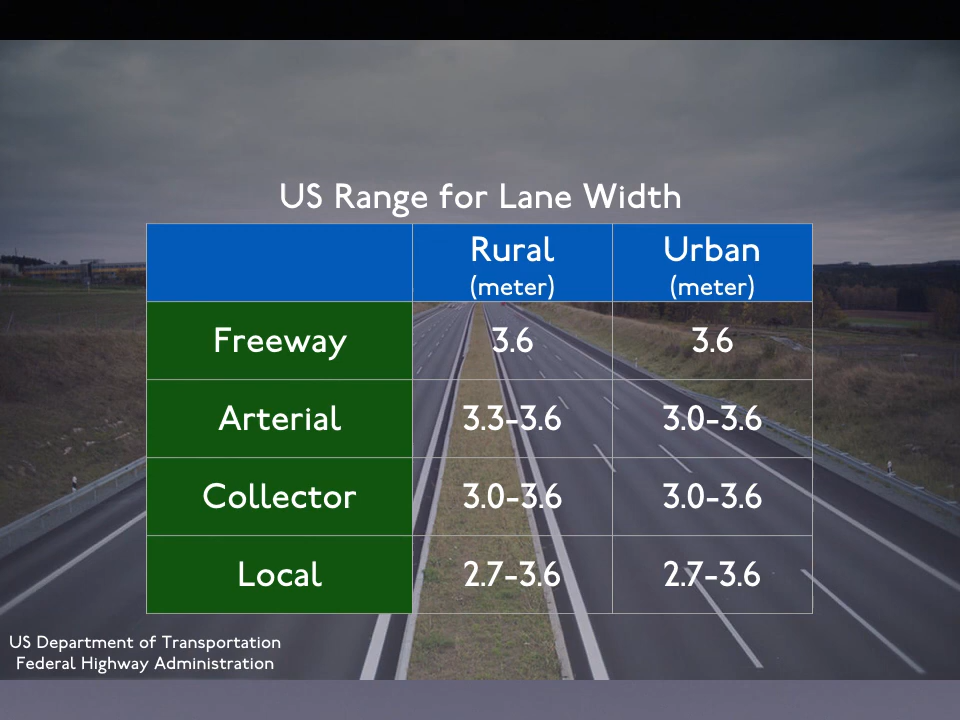 US Range for Lane Width
Rural Urban
(meter) (meter)
Freeway 3.6 3.6
Arterial 3.3-3.6 3.0-3.6
Collector 3.0-3.6 3.0-3.6
Local 2.7-3.6 2.7-3.6
US Department of Transportation
Federal Highway Administration